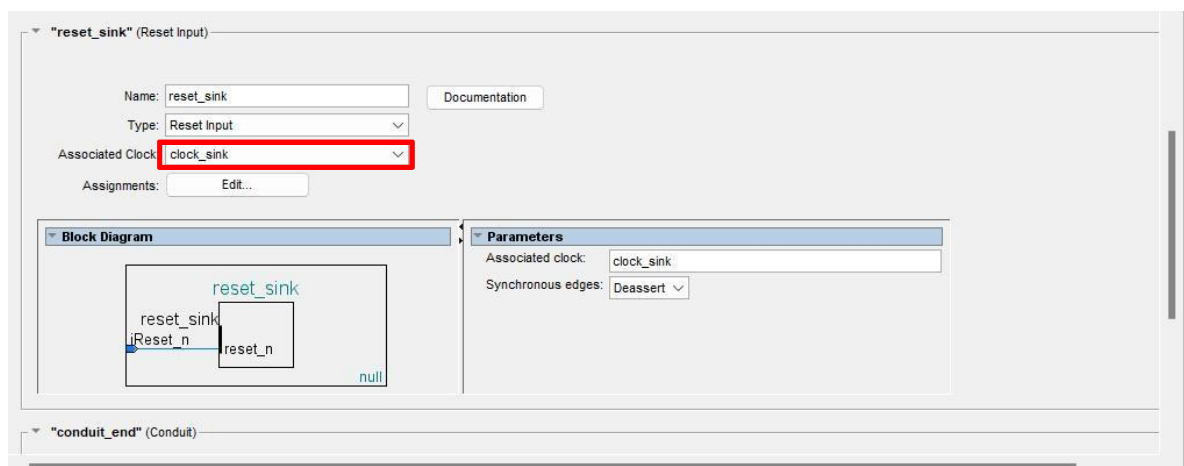 "reset_sink" (Reset Input)
Name: reset_sink Documentation
Type: Reset Input
Associated Clock: clock_sink
Assignments: Edit...
Block Diagram
reset_sink
reset_sink
iReset_n
reset_n
null
Parameters
Associated clock: clock_sink
Synchronous edges: Deassert
"conduit_end" (Conduit)